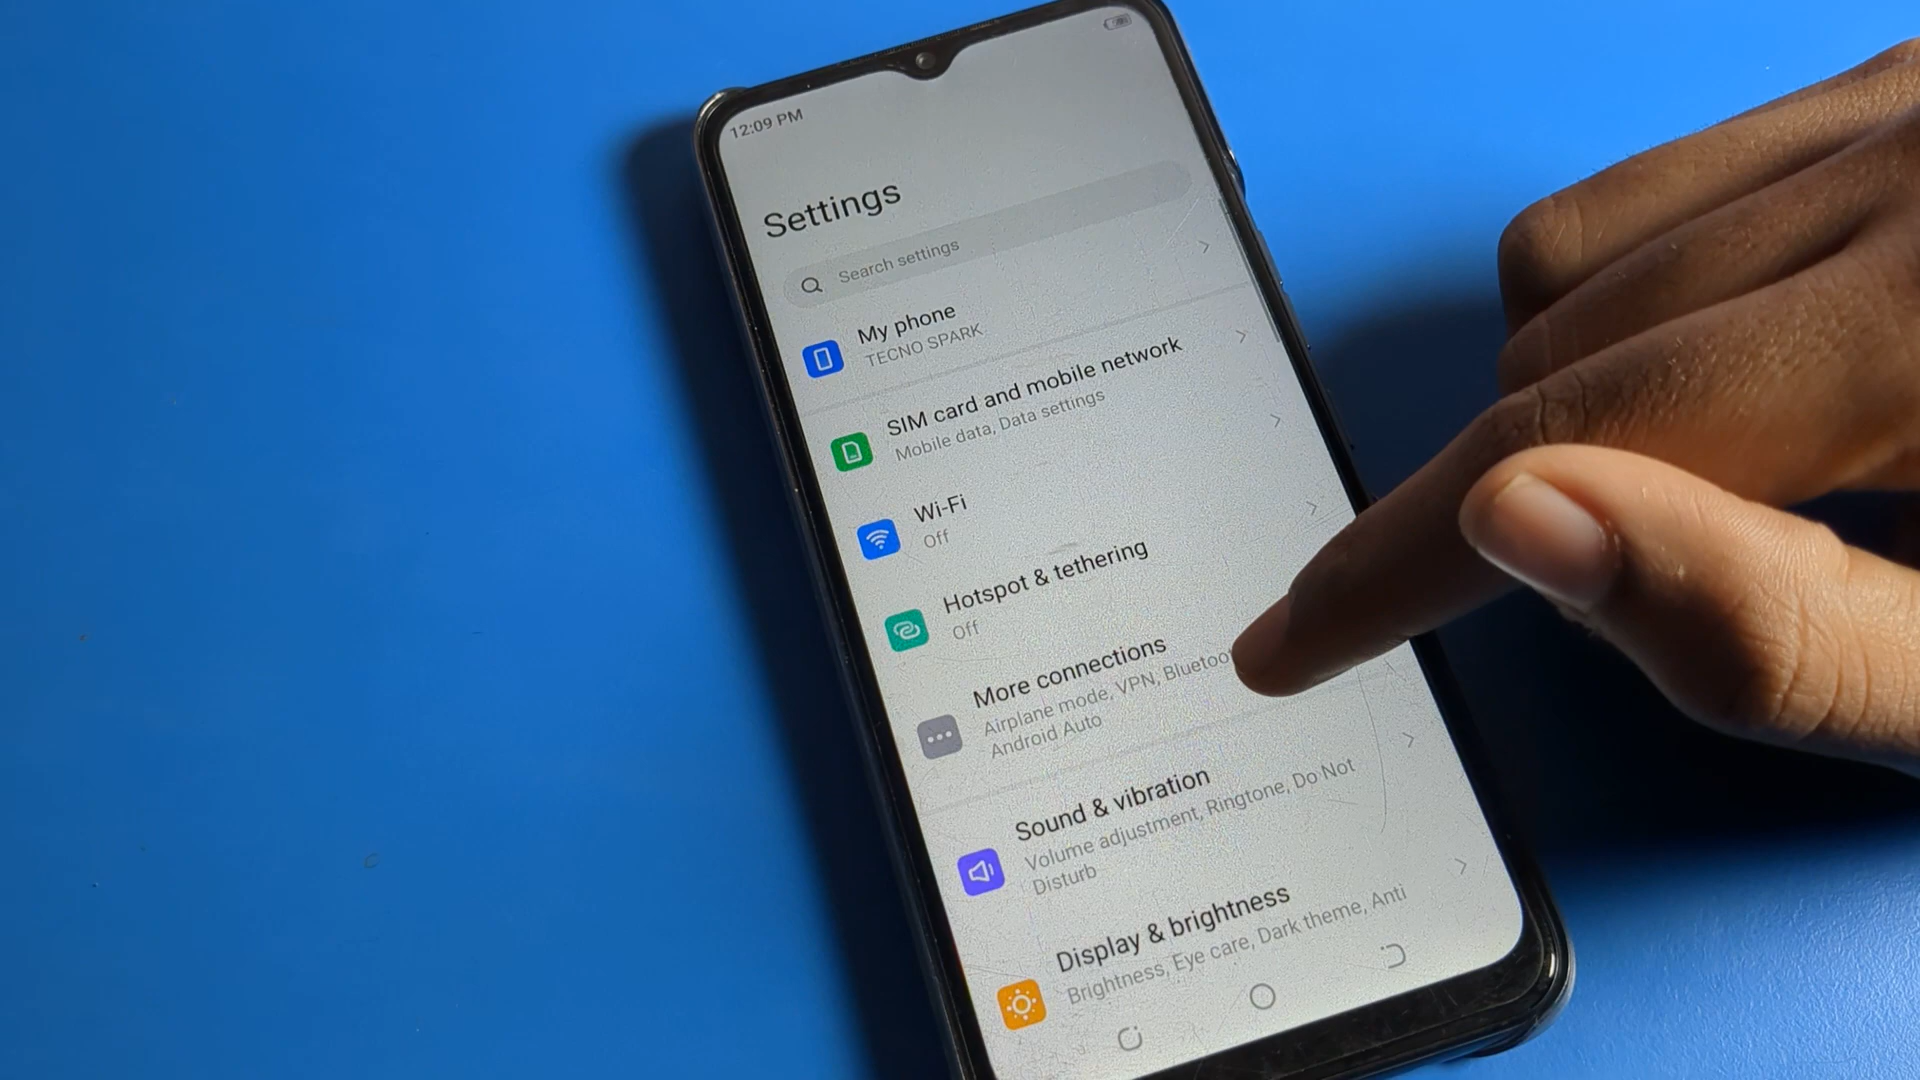 12:09 PM
Settings
Search settings
My phone
TECNO SPARK
SIM card and mobile network
Mobile data, Data settings
Wi-Fi
Off
Hotspot & tethering
Off
More connections
Airplane mode, VPN, Bluetoo
Android Auto
Sound & vibration
Volume adjustment, Ringtone, Do Not
Disturb
Display & brightness
Brightness, Eye care, Dark theme, Anti